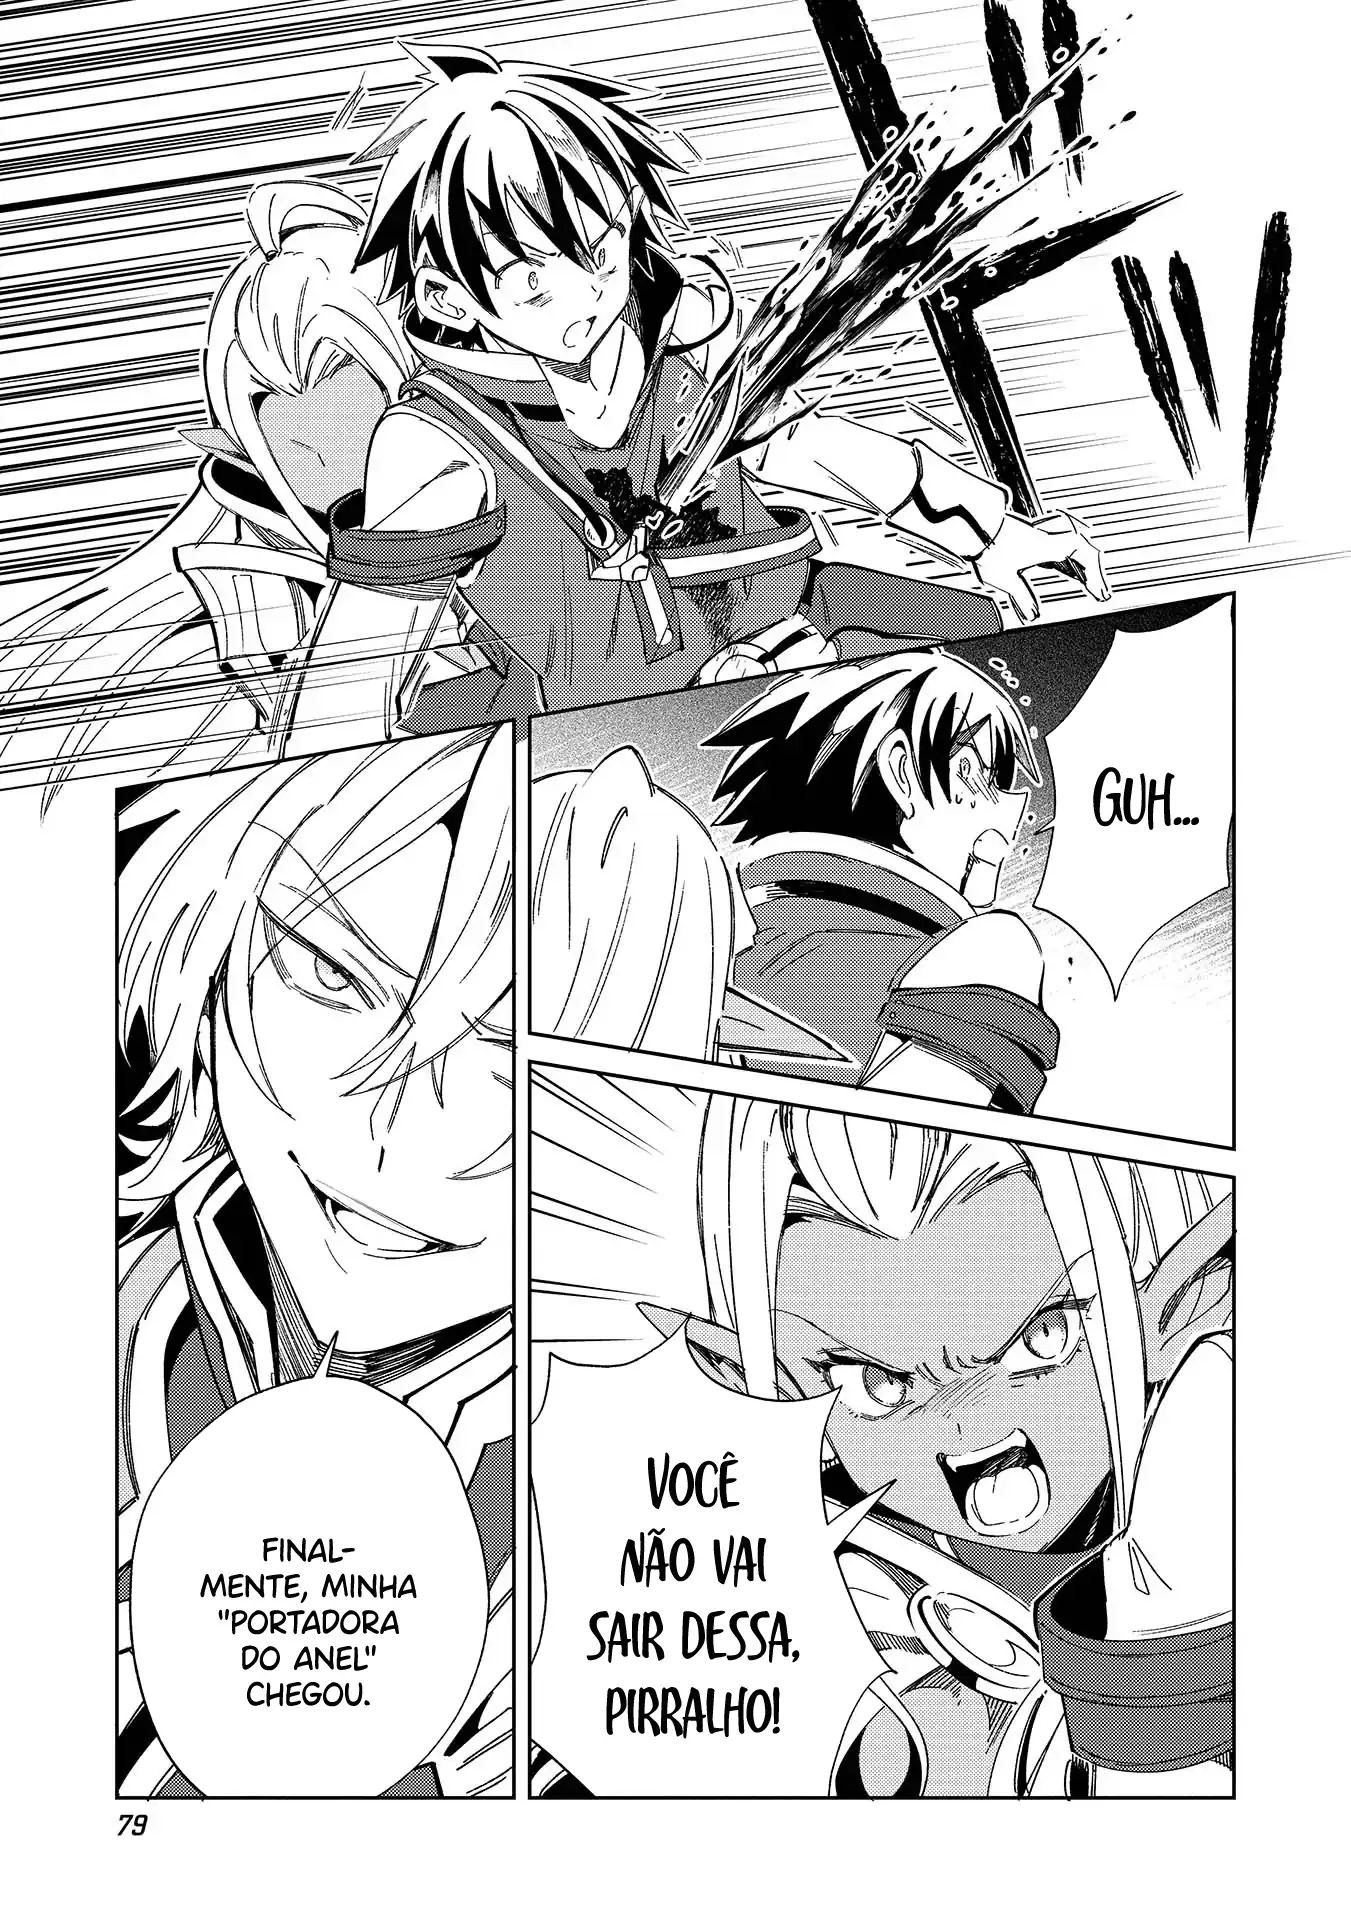 GUH...
VOCÊ
NÃO VAI
SAIR DESSA,
PIRRALHO!
FINAL-
MENTE, MINHA
"PORTADORA
DO ANEL"
CHEGOU.
79